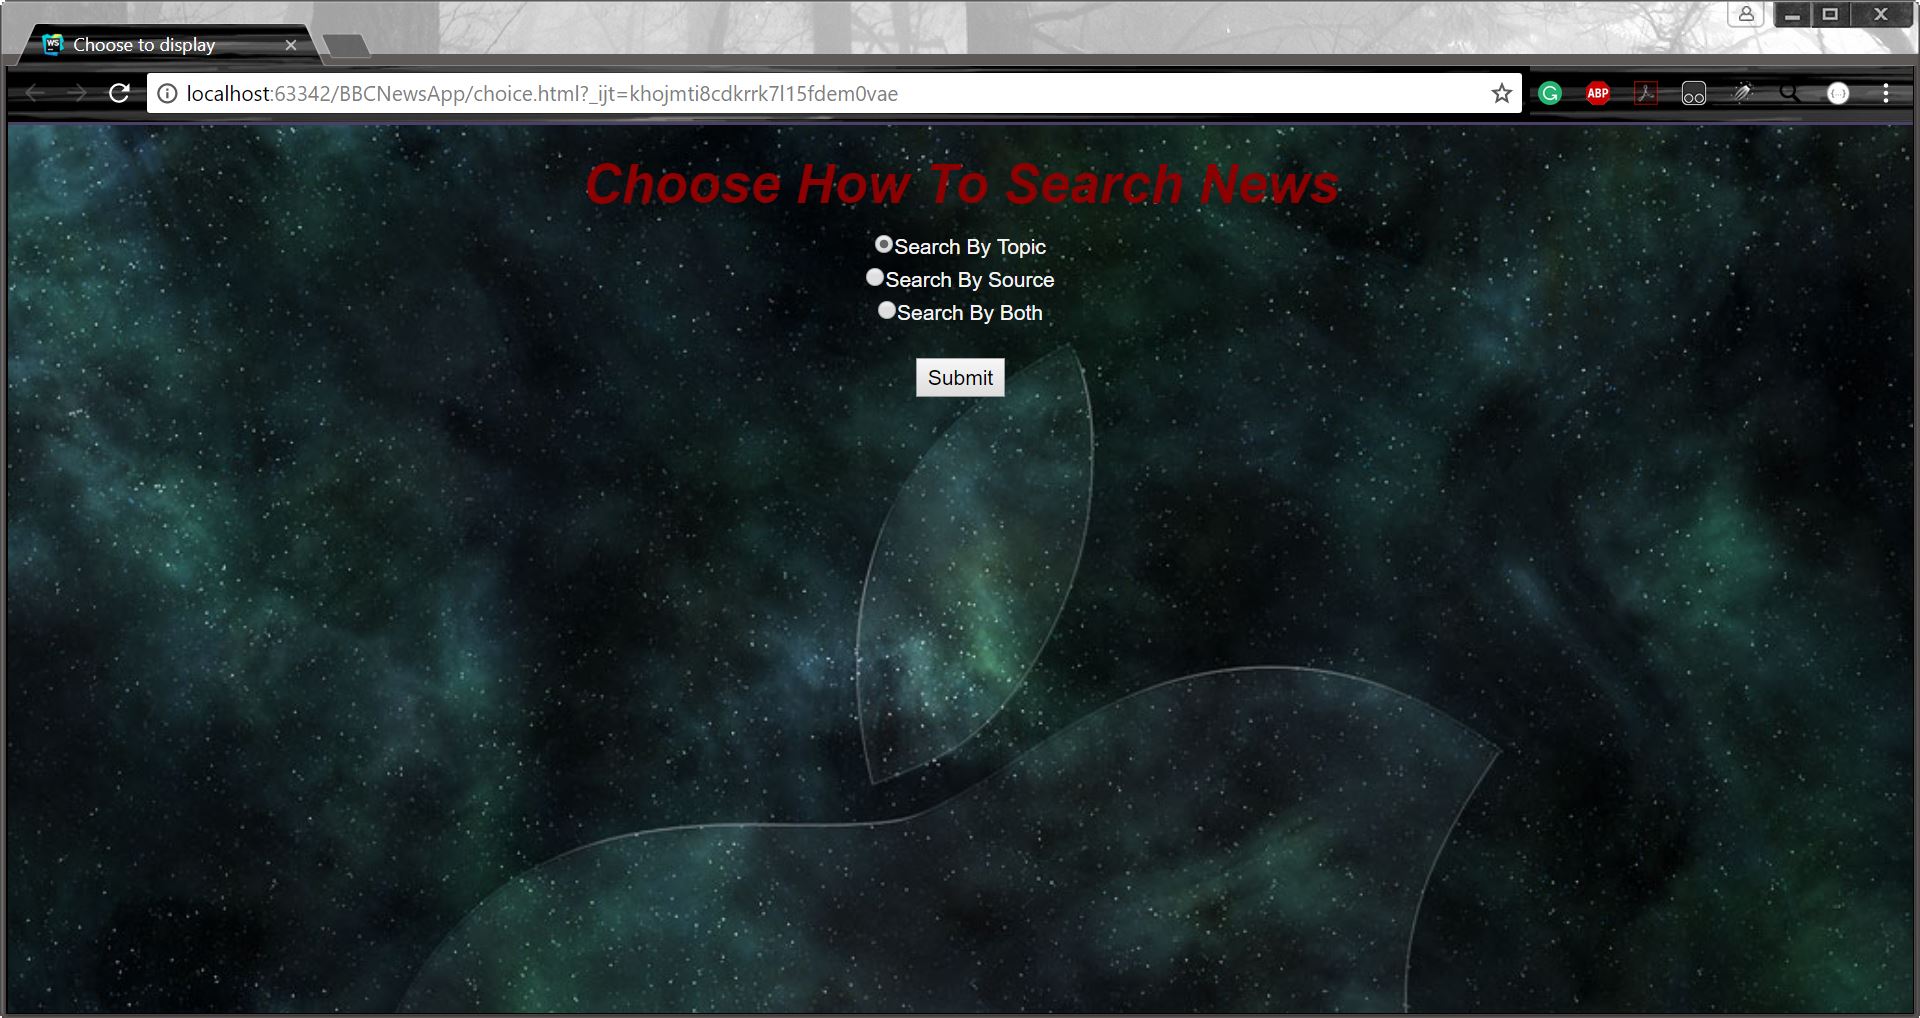 WS
Choose to display
localhost:63342/BBCNewsApp/choice.html?_ijt=khojmti8cdkrrk7l15fdem0vae
ABP
Choose How To Search News
Search By Topic
Search By Source
Search By Both
Submit